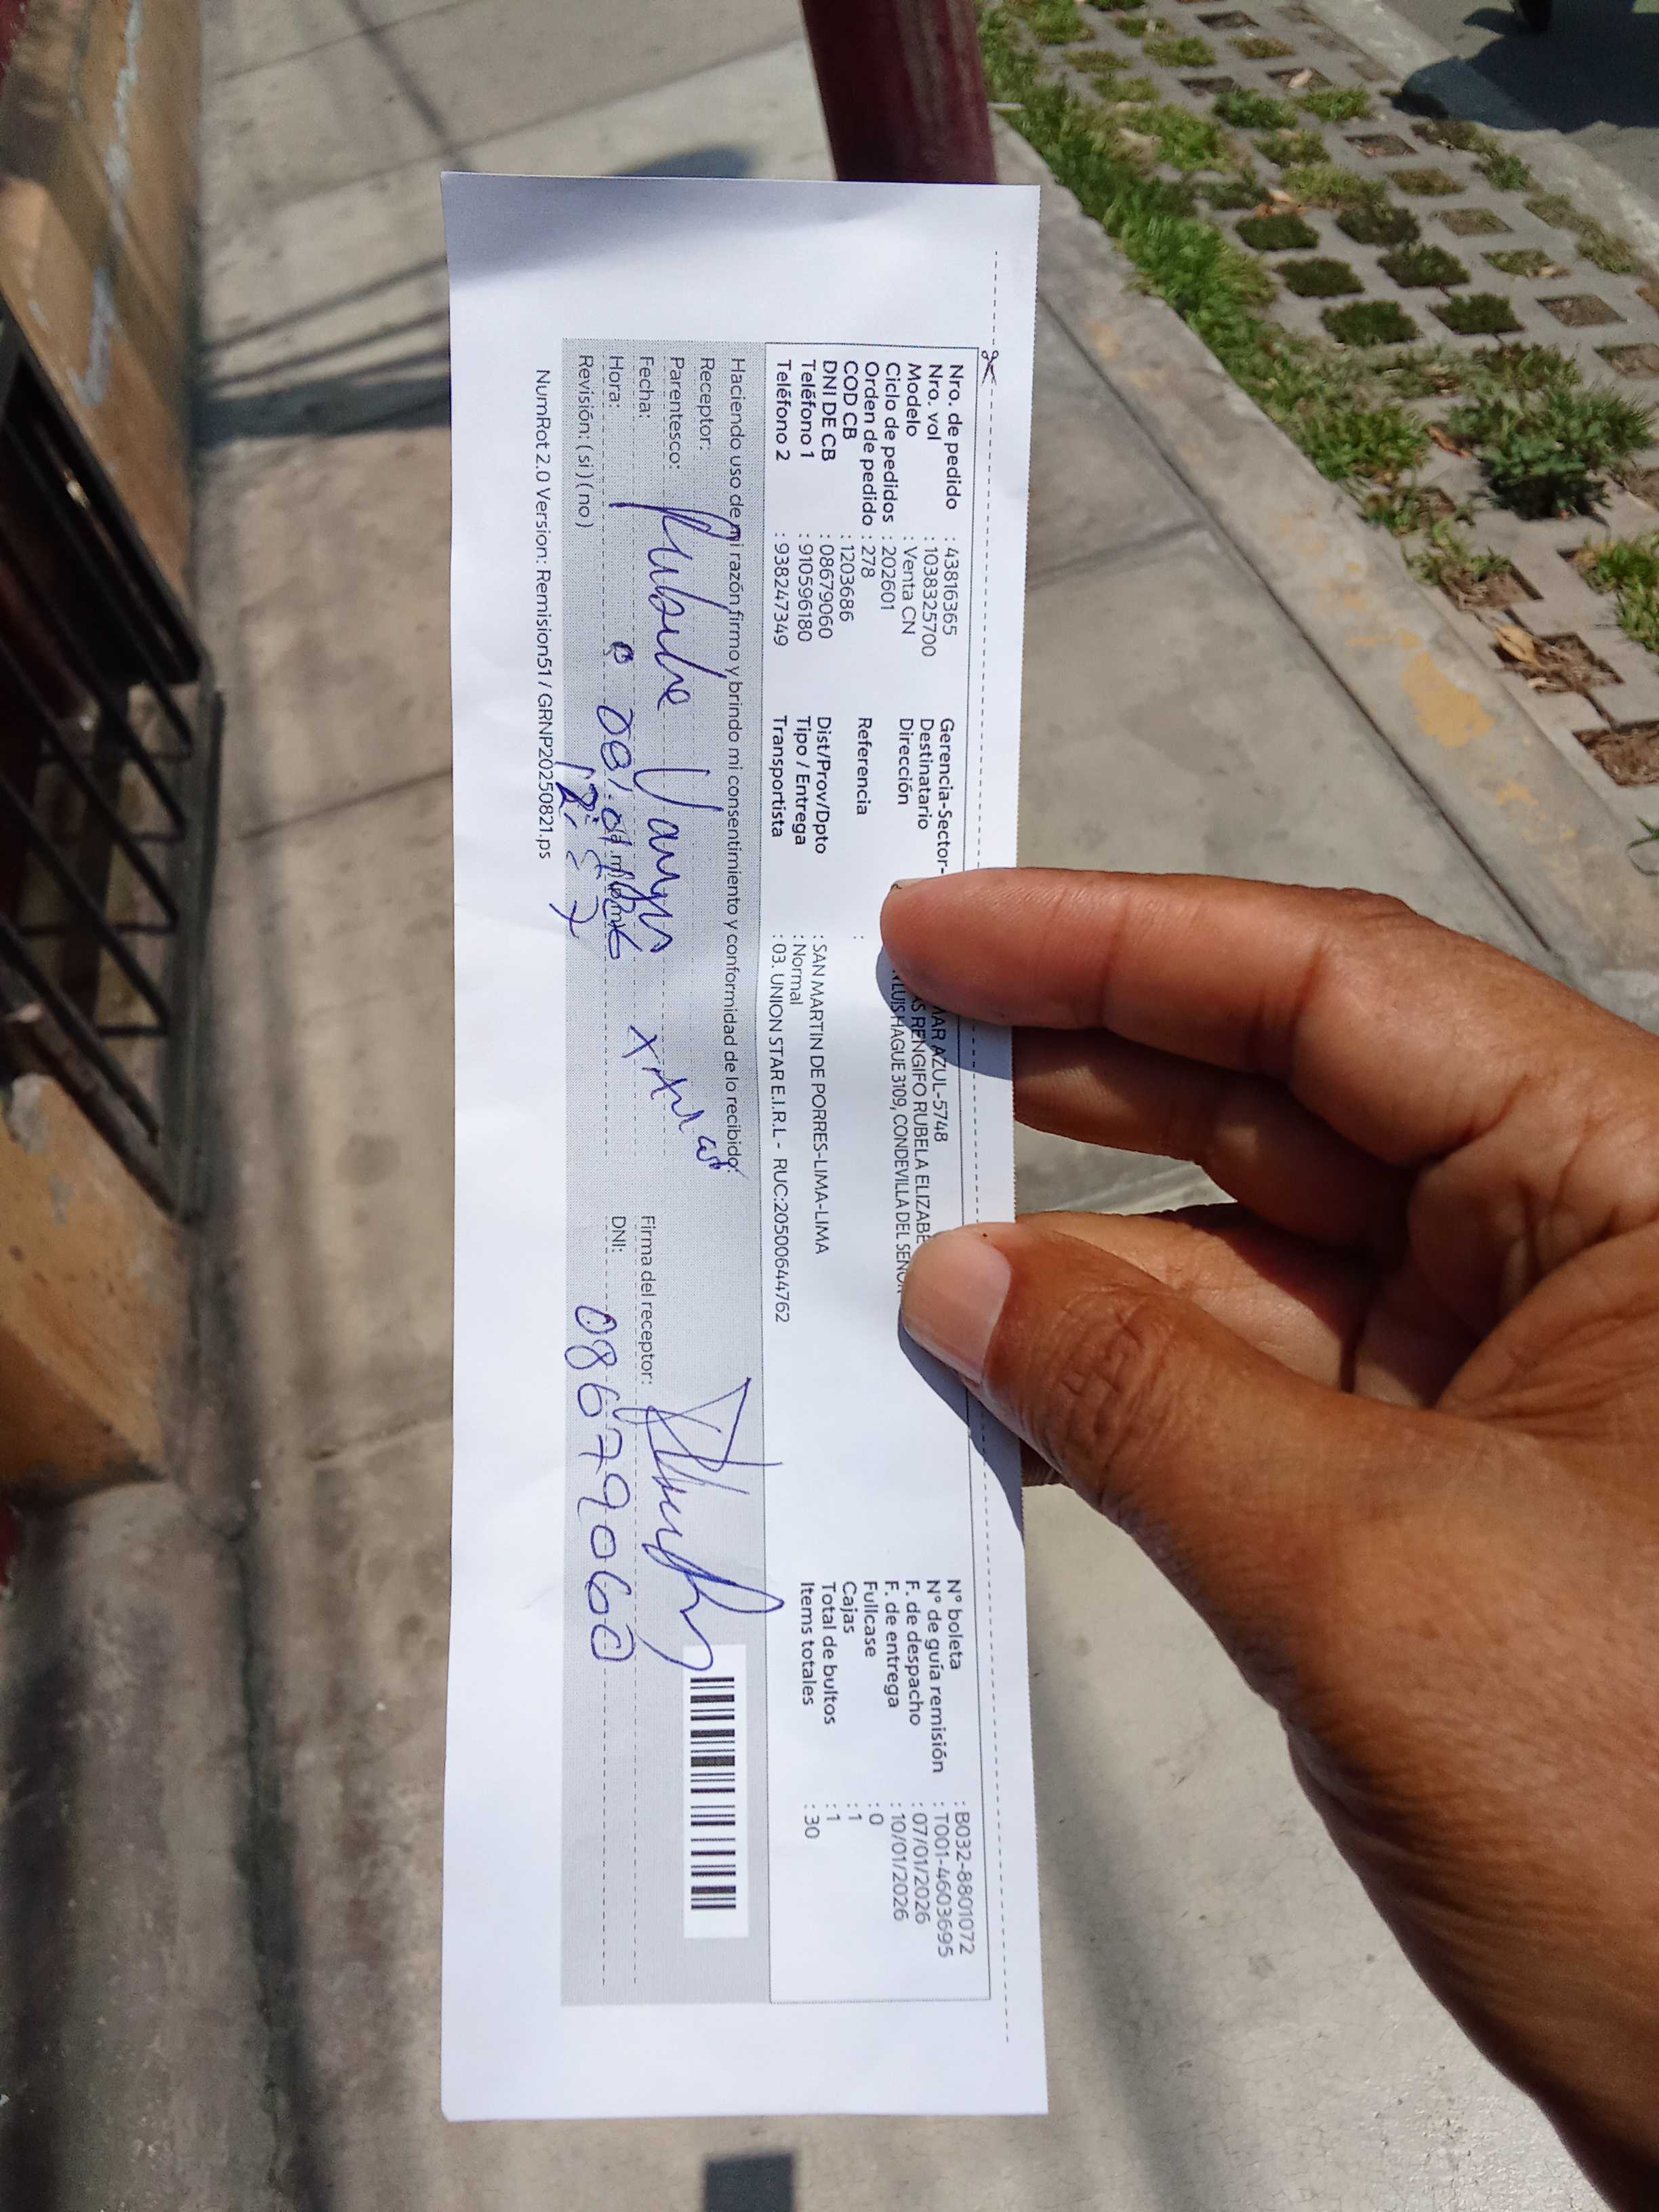 Nro. de pedido : 43816365
Nro. vol : 1038325700
Modelo : Venta CN
Ciclo de pedidos : 202601
Orden de pedido : 278
COD CB : 1203686
DNI DE CB : 08679060
Teléfono 1 : 910596180
Teléfono 2 : 938247349
Gerencia-Sector- MAR AZUL-5748
Destinatario RENGIFO RUBELA
Dirección LUIS HAGUE 3109, CONDEVILLA DEL
Referencia :
Dist/Prov/Dpto : SAN MARTIN DE PORRES-LIMA-LIMA
Tipo / Entrega : Normal
Transportista : 03. UNION STAR E.I.R.L - RUC:20500644762
N° boleta : B032-8801072
N° de guía remisión : T001-4603695
F. de despacho : 07/01/2026
F. de entrega : 10/01/2026
Fullcase : 0
Cajas : 1
Total de bultos : 1
Items totales : 30
Haciendo uso de mi razón firmo y brindo mi consentimiento y conformidad de lo recibido:
Receptor:
Parentesco:
Fecha:
Hora:
Revisión: ( si ) ( no )
Firma del receptor:
DNI: 08679060
NumRot 2.0 Version: Remision51 / GRNP20250821.ps